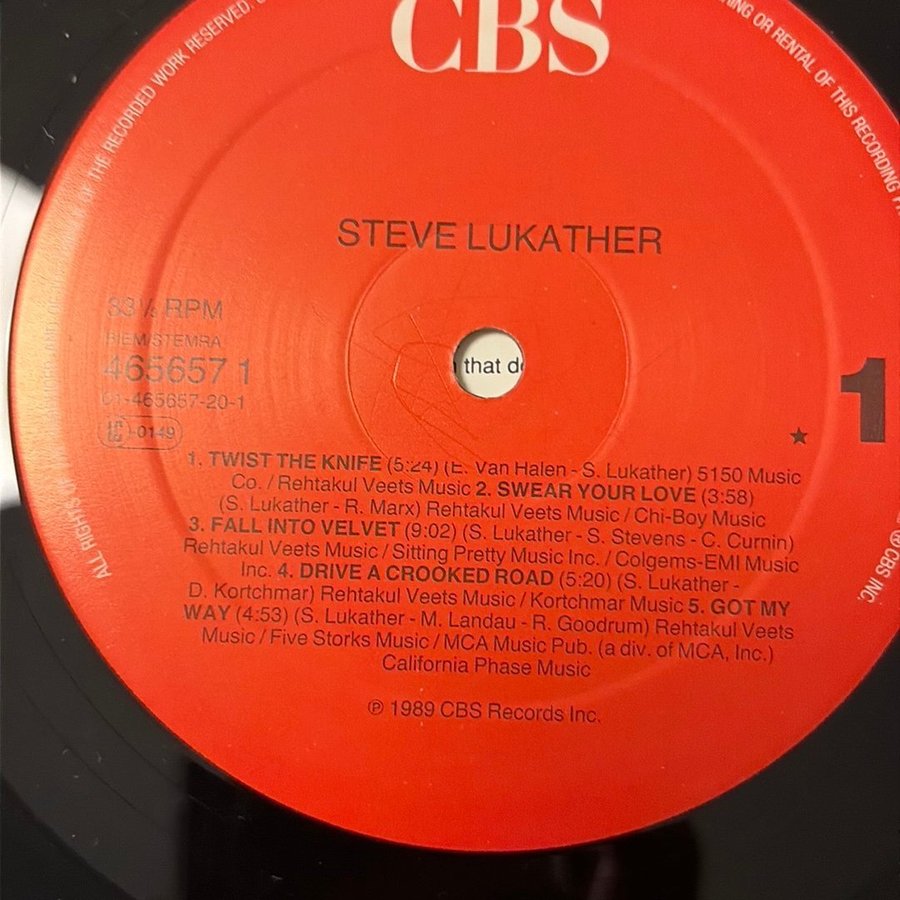 CBS
THE RECORDED WORK RESERVED.
OR RENTAL OF THIS RECORDING
STEVE LUKATHER
33 ⅓ RPM
BIEM/STEMRA
465657 1
01-465657-20-1
LC-0149
that
1
★
1. TWIST THE KNIFE (5:24) (E. Van Halen - S. Lukather) 5150 Music
Co. / Rehtakul Veets Music 2. SWEAR YOUR LOVE (3:58)
(S. Lukather - R. Marx) Rehtakul Veets Music / Chi-Boy Music
3. FALL INTO VELVET (9:02) (S. Lukather - S. Stevens - C. Curnin)
Rehtakul Veets Music / Sitting Pretty Music Inc. / Colgems-EMI Music
Inc. 4. DRIVE A CROOKED ROAD (5:20) (S. Lukather -
D. Kortchmar) Rehtakul Veets Music / Kortchmar Music 5. GOT MY
WAY (4:53) (S. Lukather - M. Landau - R. Goodrum) Rehtakul Veets
Music / Five Storks Music / MCA Music Pub. (a div. of MCA, Inc.)
California Phase Music
℗ 1989 CBS Records Inc.
ALL RIGHTS
℗ CBS INC.